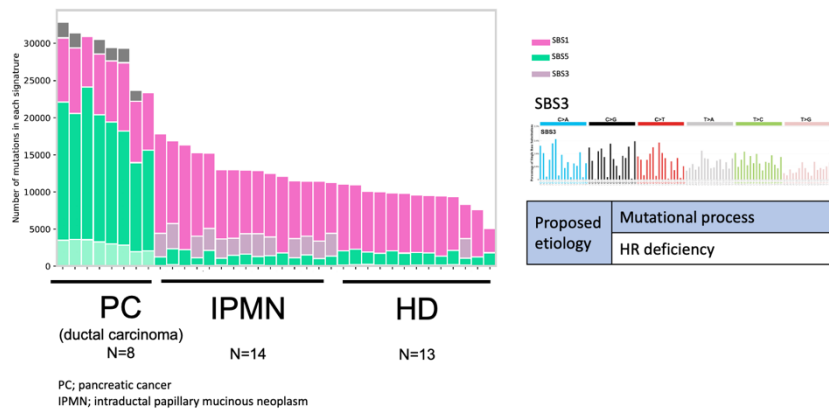 Number of mutations in each signatrure
30000
25000
20000
15000
10000
5000
0
PC
(ductal carcinoma)
N=8
IPMN
N=14
HD
N=13
PC; pancreatic cancer
IPMN; intraductal papillary mucinous neoplasm
SBS1
SBS5
SBS3
SBS3
C>A
C>G
C>T
T>A
T>C
T>G
SBS3
Proposed
etiology
Mutational process
HR deficiency